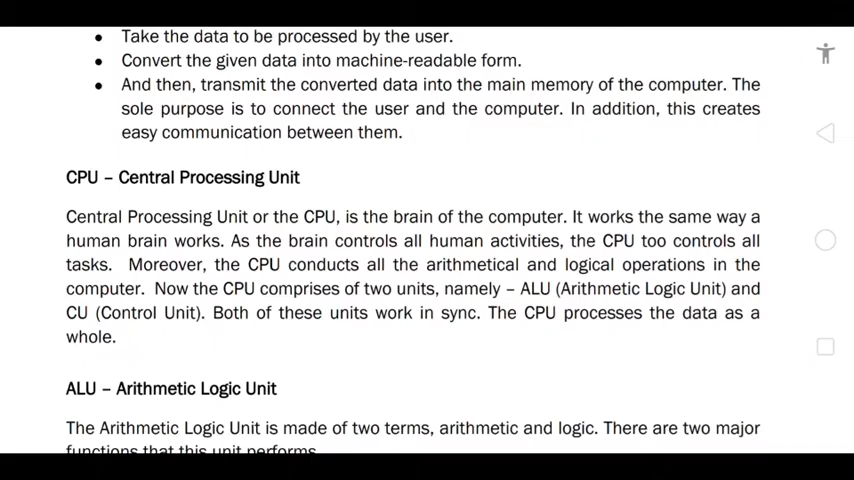 • Take the data to be processed by the user.
• Convert the given data into machine-readable form.
• And then, transmit the converted data into the main memory of the computer. The
sole purpose is to connect the user and the computer. In addition, this creates
easy communication between them.
CPU – Central Processing Unit
Central Processing Unit or the CPU, is the brain of the computer. It works the same way a
human brain works. As the brain controls all human activities, the CPU too controls all
tasks. Moreover, the CPU conducts all the arithmetical and logical operations in the
computer. Now the CPU comprises of two units, namely – ALU (Arithmetic Logic Unit) and
CU (Control Unit). Both of these units work in sync. The CPU processes the data as a
whole.
ALU – Arithmetic Logic Unit
The Arithmetic Logic Unit is made of two terms, arithmetic and logic. There are two major
functions that this unit performs.